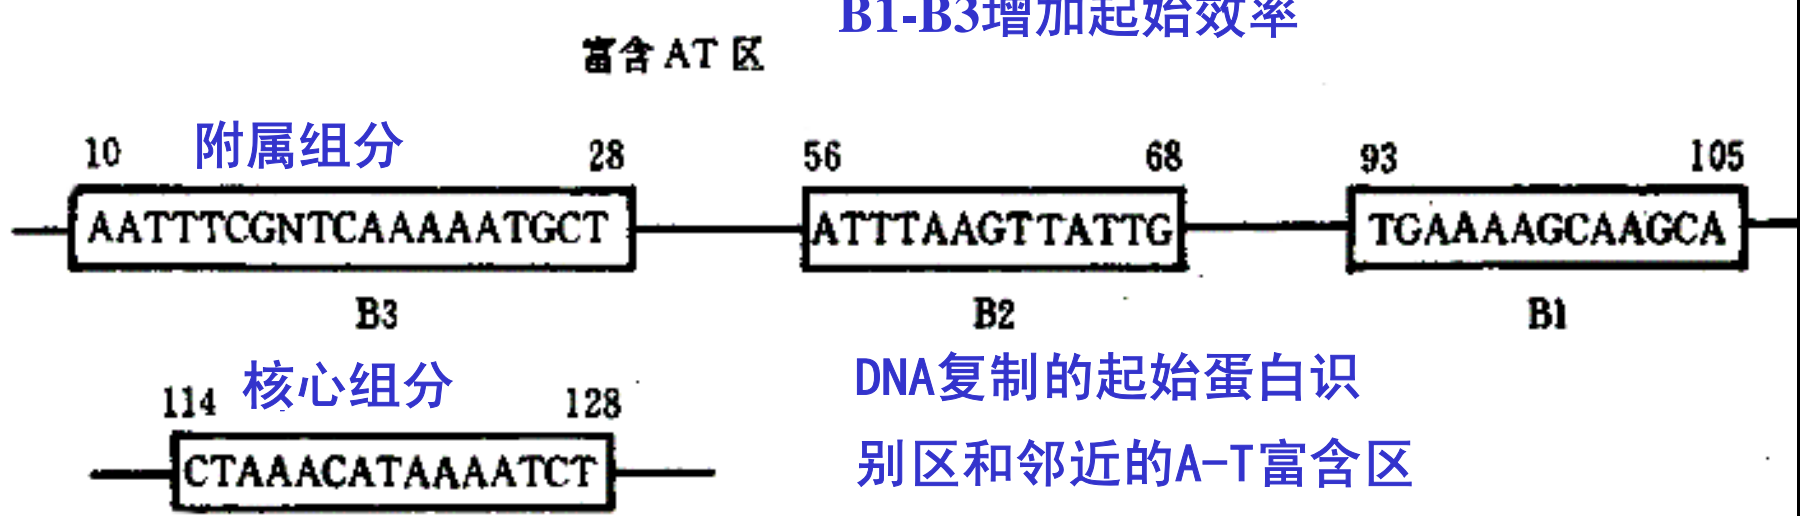 B1-B3增加起始效率
富含AT区
附属组分
10 28 56 68 93 105
AATTTCGNTCAAAAATGCT ATTTAAGTTATTG TGAAAAGCAAGCA
B3 B2 B1
核心组分
114 128
CTAAACATAAAATCT
DNA复制的起始蛋白识
别区和邻近的A-T富含区